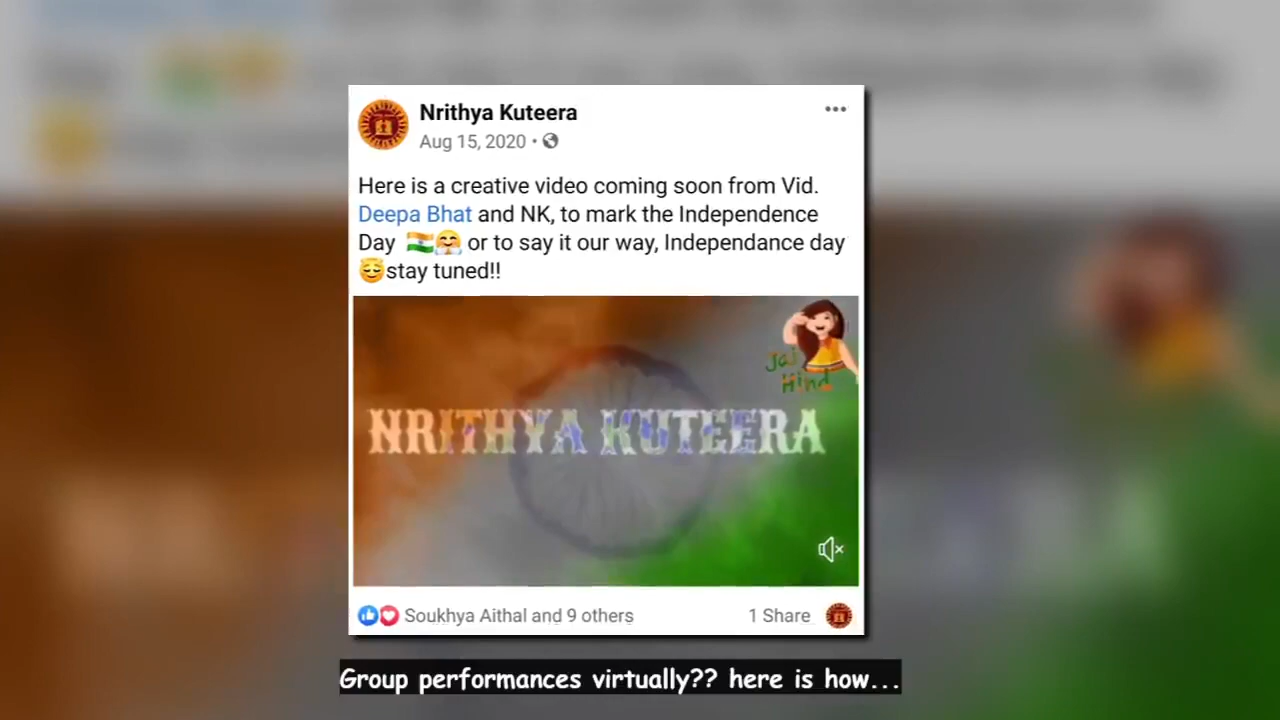 Nrithya Kuteera
Aug 15, 2020 •
Here is a creative video coming soon from Vid.
Deepa Bhat and NK, to mark the Independence
Day 🇮🇳🤗 or to say it our way, Independance day
😇stay tuned!!
Jai
Hind
NRITHYA KUTEERA
Soukhya Aithal and 9 others 1 Share
Group performances virtually?? here is how...